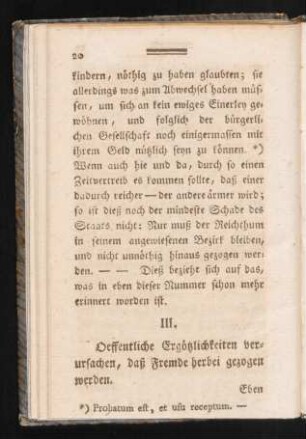 20
kindern, nöthig zu haben glaubten; sie
allerdings was zum Abwechsel haben müs-
sen, um sich an kein ewiges Einerley ge-
wöhnen, und folglich der bürgerli-
chen Gesellschaft noch einigermassen mit
ihrem Geld nützlich seyn zu können. *)
Wenn auch hie und da, durch so einen
Zeitvertreib es kommen sollte, daß einer
dadurch reicher — der andere ärmer wird;
so ist dieß noch der mindeste Schade des
Staats nicht: Nur muß der Reichthum
in seinem angewiesenen Bezirk bleiben,
und nicht unnöthig hinaus gezogen wer-
den. — — Dieß beziehe sich auf das,
was in eben dieser Nummer schon mehr
erinnert worden ist.
III.
Oeffentliche Ergötzlichkeiten ver-
ursachen, daß Fremde herbei gezogen
werden.
Eben
*) Probatum est, et usu receptum. —